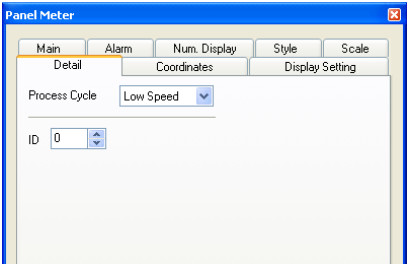 Panel Meter
Main Alarm Num. Display Style Scale
Detail Coordinates Display Setting
Process Cycle Low Speed
ID 0